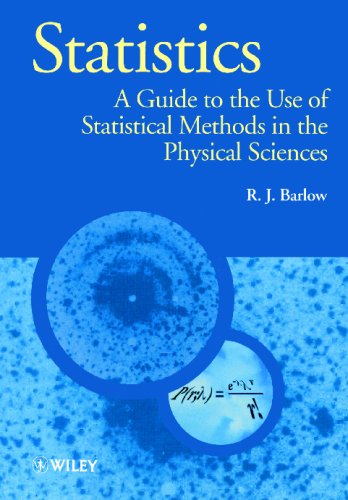 Statistics
A Guide to the Use of
Statistical Methods in the
Physical Sciences
R. J. Barlow
P(r;λ) = e^-λ λ^r / r!
WILEY